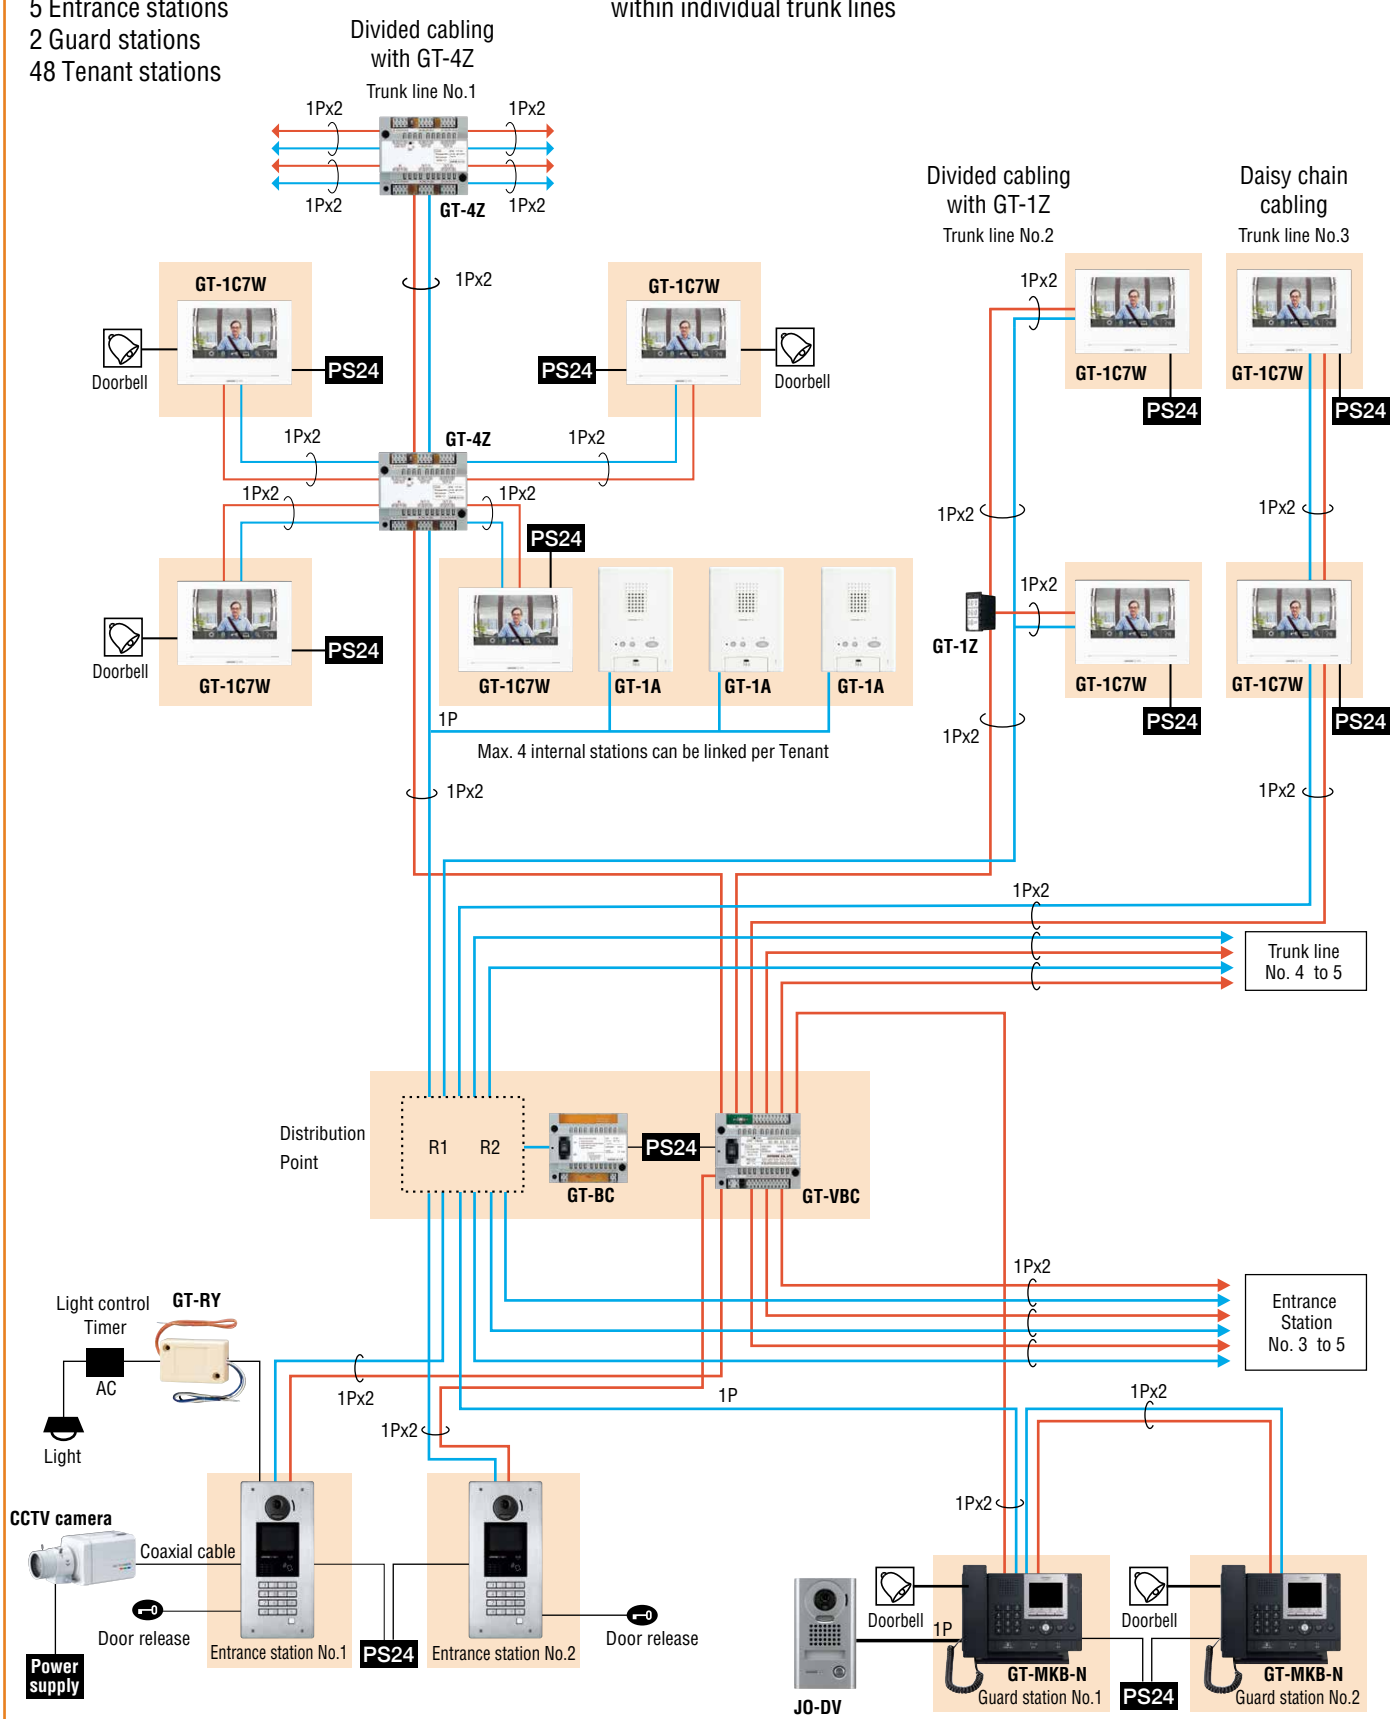 5 Entrance stations
2 Guard stations
48 Tenant stations
within individual trunk lines
Divided cabling
with GT-4Z
Trunk line No.1
1Px2
1Px2
1Px2
GT-4Z
1Px2
1Px2
Divided cabling
with GT-1Z
Trunk line No.2
Daisy chain
cabling
Trunk line No.3
GT-1C7W
Doorbell
PS24
GT-1C7W
PS24
Doorbell
1Px2
GT-1C7W
PS24
GT-1C7W
PS24
1Px2
GT-4Z
1Px2
1Px2
1Px2
PS24
1Px2
1Px2
Doorbell
GT-1C7W
PS24
GT-1C7W
GT-1A
GT-1A
GT-1A
1P
Max. 4 internal stations can be linked per Tenant
1Px2
GT-1Z
GT-1C7W
PS24
GT-1C7W
PS24
1Px2
1Px2
1Px2
1Px2
Trunk line
No. 4 to 5
Distribution
Point
R1
R2
GT-BC
PS24
GT-VBC
1Px2
Entrance
Station
No. 3 to 5
Light control
Timer
GT-RY
AC
Light
1Px2
1Px2
1P
1Px2
1Px2
CCTV camera
Coaxial cable
Door release
Power
supply
Entrance station No.1
PS24
Entrance station No.2
Door release
JO-DV
Doorbell
1P
GT-MKB-N
Guard station No.1
Doorbell
PS24
GT-MKB-N
Guard station No.2